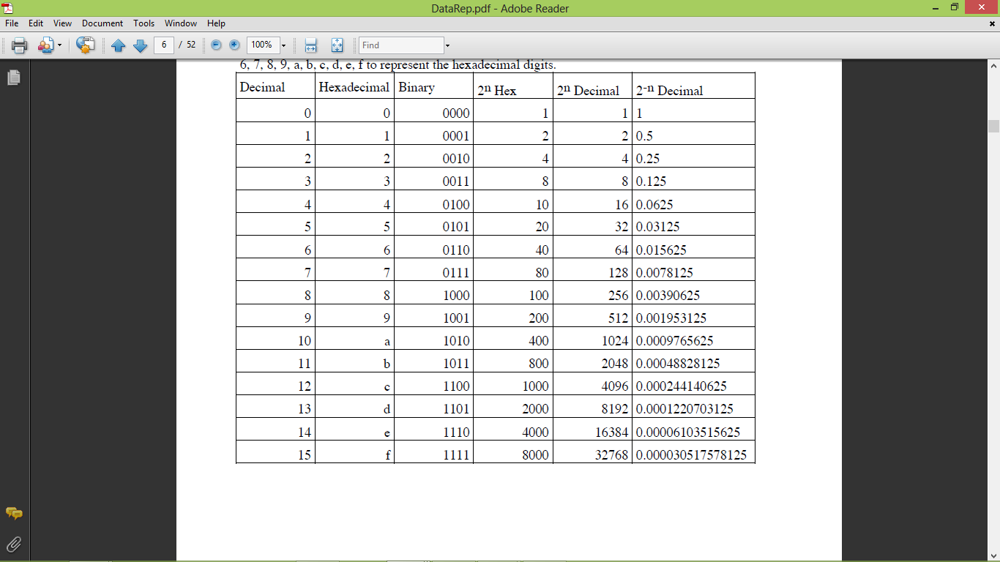 DataRep.pdf - Adobe Reader
File Edit View Document Tools Window Help
6 / 52 100% Find
6, 7, 8, 9, a, b, c, d, e, f to represent the hexadecimal digits.
Decimal Hexadecimal Binary 2n Hex 2n Decimal 2-n Decimal
0 0 0000 1 1 1
1 1 0001 2 2 0.5
2 2 0010 4 4 0.25
3 3 0011 8 8 0.125
4 4 0100 10 16 0.0625
5 5 0101 20 32 0.03125
6 6 0110 40 64 0.015625
7 7 0111 80 128 0.0078125
8 8 1000 100 256 0.00390625
9 9 1001 200 512 0.001953125
10 a 1010 400 1024 0.0009765625
11 b 1011 800 2048 0.00048828125
12 c 1100 1000 4096 0.000244140625
13 d 1101 2000 8192 0.0001220703125
14 e 1110 4000 16384 0.00006103515625
15 f 1111 8000 32768 0.000030517578125